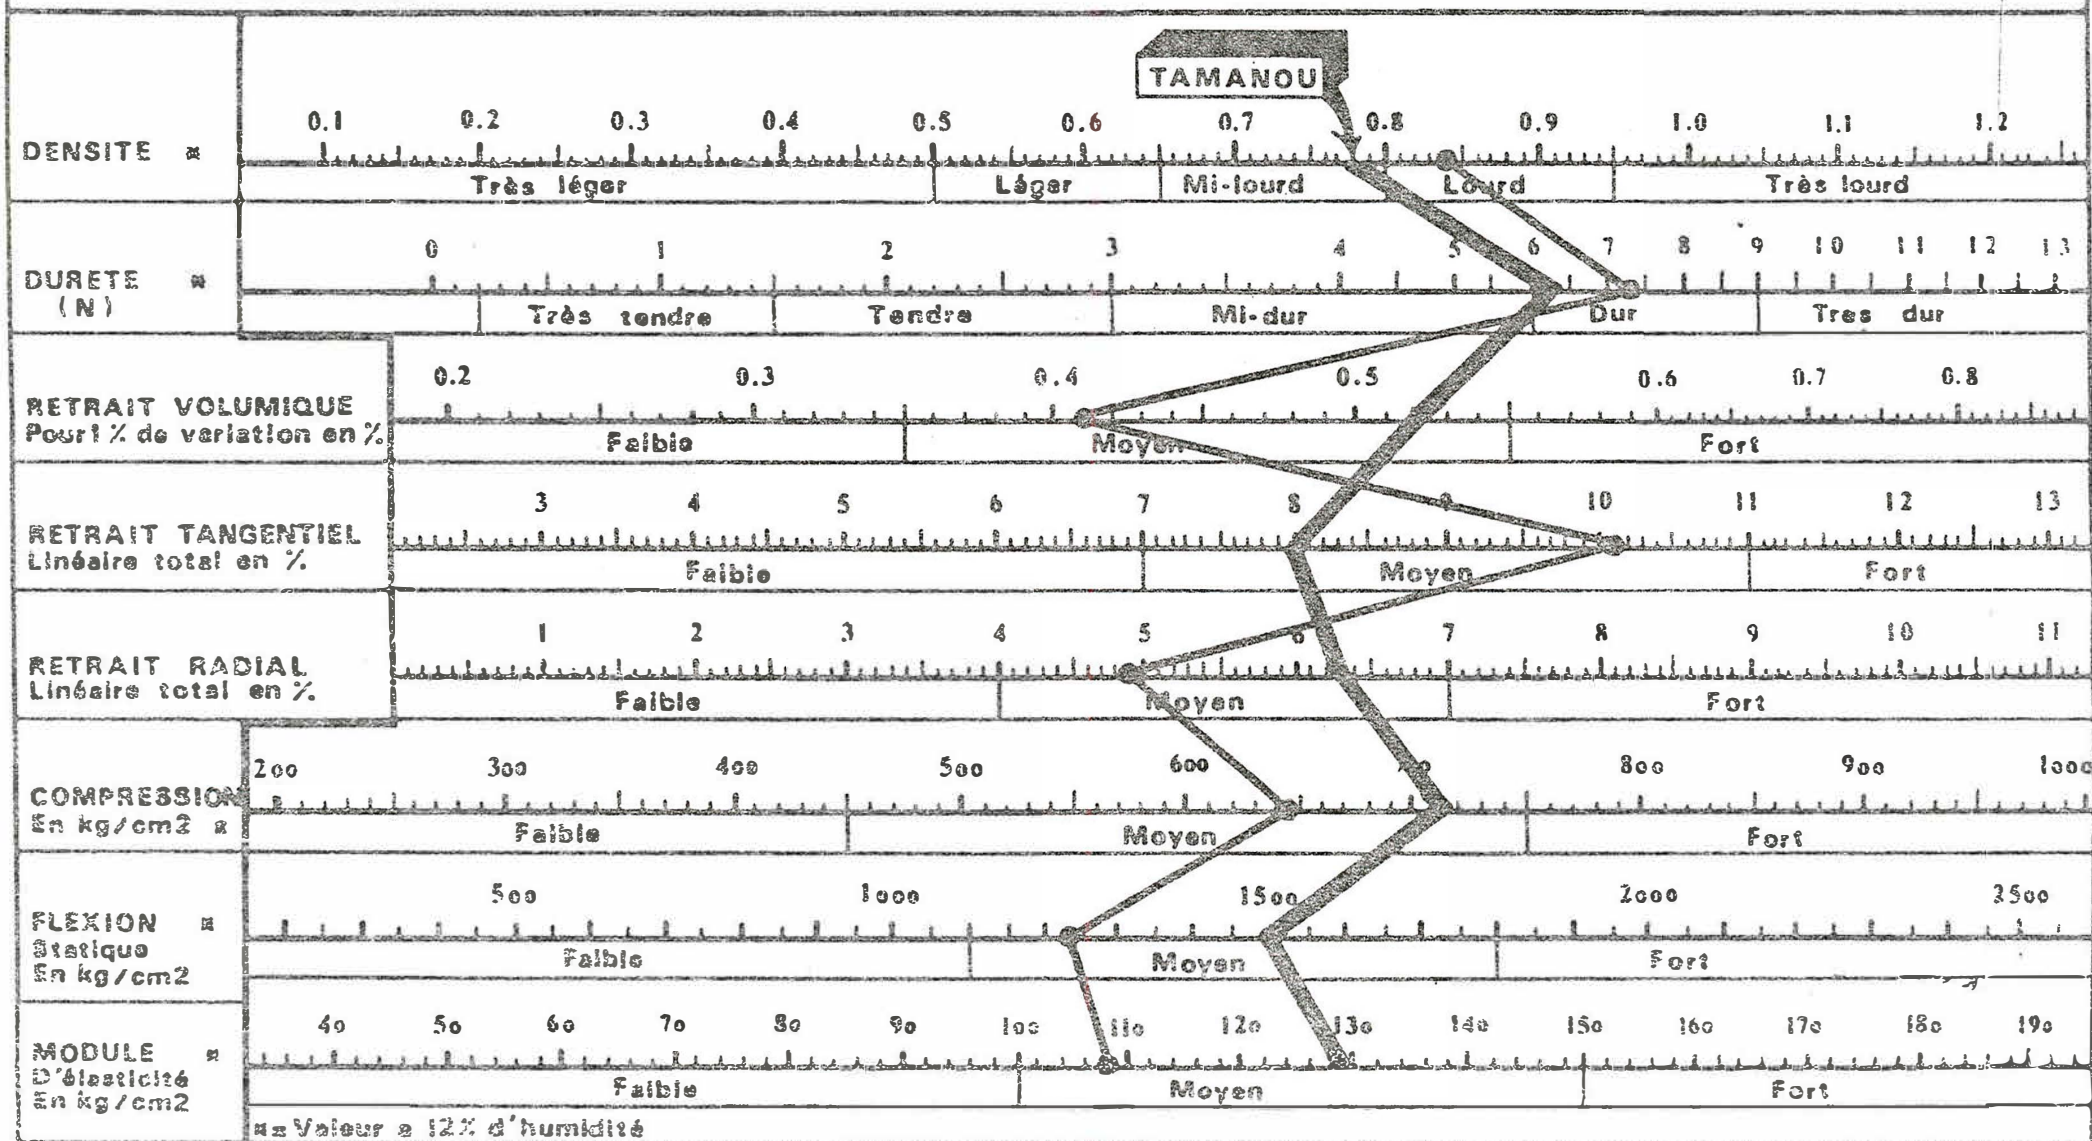 TAMANOU
0.1 0.2 0.3 0.4 0.5 0.6 0.7 0.8 0.9 1.0 1.1 1.2
DENSITE ¤
Très léger Léger Mi-lourd Lourd Très lourd
0 1 2 3 4 5 6 7 8 9 10 11 12 13
DURETE ¤
(N)
Très tendre Tendre Mi-dur Dur Tres dur
0.2 0.3 0.4 0.5 0.6 0.7 0.8
RETRAIT VOLUMIQUE
Pour 1 % de variation en %
Faible Moyen Fort
3 4 5 6 7 8 9 10 11 12 13
RETRAIT TANGENTIEL
Linéaire total en %
Faible Moyen Fort
1 2 3 4 5 6 7 8 9 10 11
RETRAIT RADIAL
Linéaire total en %
Faible Moyen Fort
200 300 400 500 600 700 800 900 1000
COMPRESSION
En kg/cm2 ¤
Faible Moyen Fort
500 1000 1500 2000 2500
FLEXION ¤
Statique
En kg/cm2
Faible Moyen Fort
40 50 60 70 80 90 100 110 120 130 140 150 160 170 180 190
MODULE ¤
D'élasticité
En kg/cm2
Faible Moyen Fort
¤= Valeur a 12% d'humidité